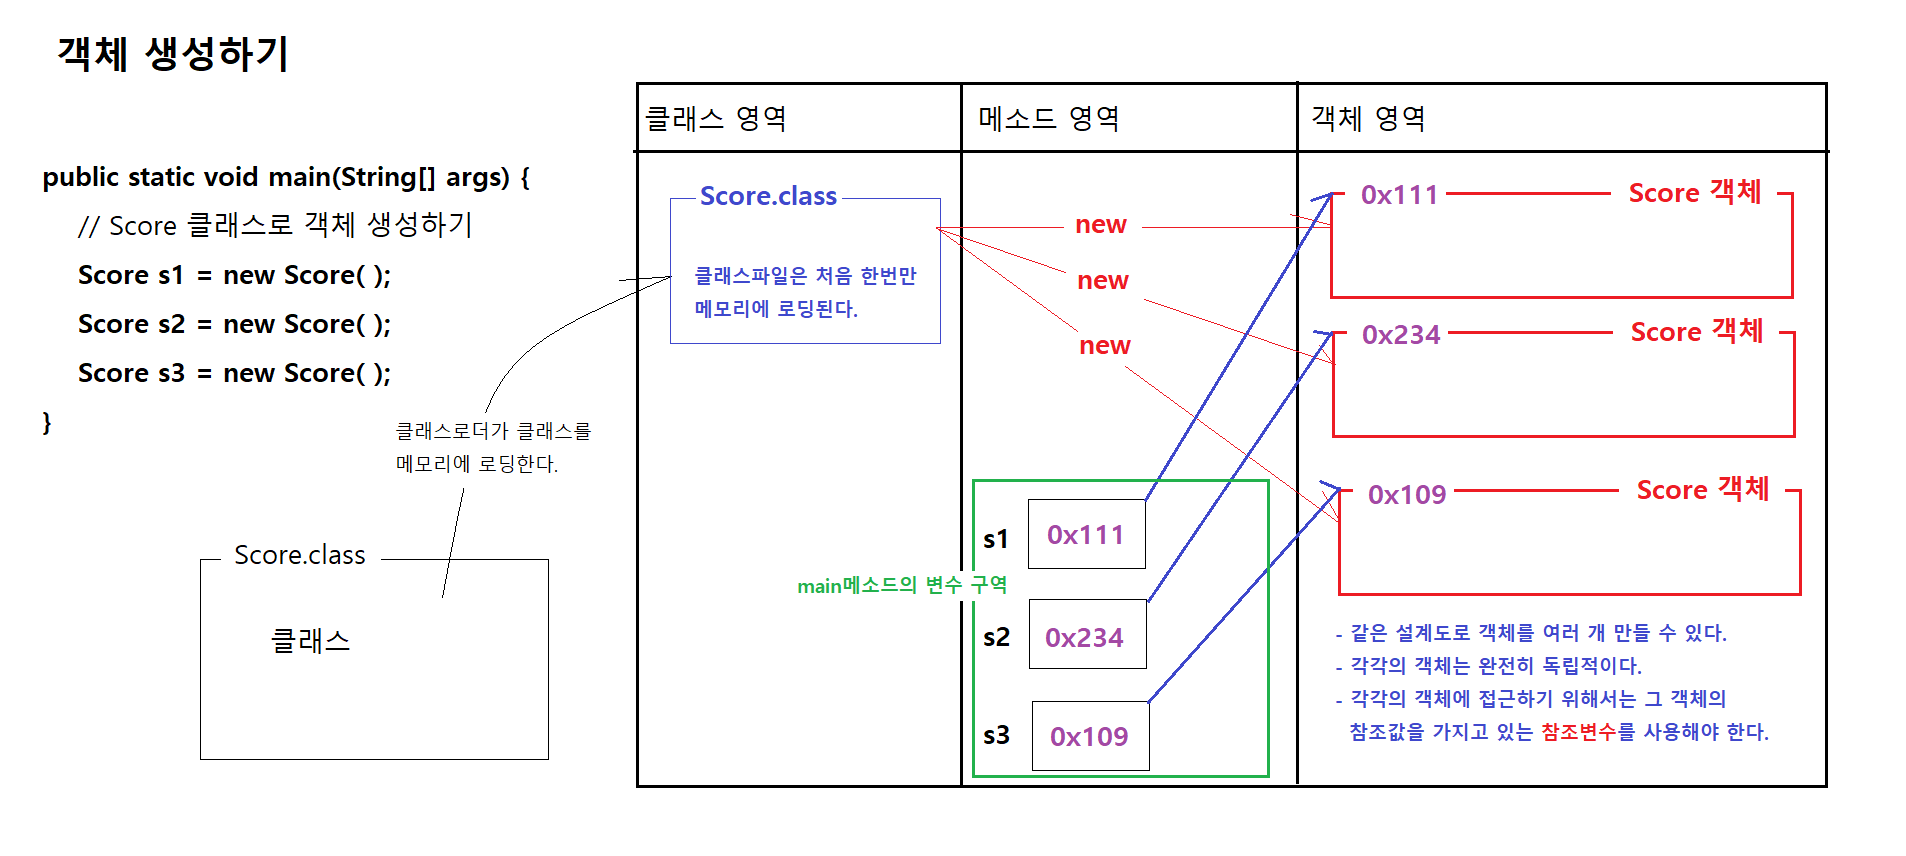 객체 생성하기
public static void main(String[] args) {
// Score 클래스로 객체 생성하기
Score s1 = new Score( );
Score s2 = new Score( );
Score s3 = new Score( );
}
클래스로더가 클래스를
메모리에 로딩한다.
Score.class
클래스
클래스 영역
메소드 영역
객체 영역
Score.class
클래스파일은 처음 한번만
메모리에 로딩된다.
new
new
new
main메소드의 변수 구역
s1
0x111
s2
0x234
s3
0x109
0x111
Score 객체
0x234
Score 객체
0x109
Score 객체
- 같은 설계도로 객체를 여러 개 만들 수 있다.
- 각각의 객체는 완전히 독립적이다.
- 각각의 객체에 접근하기 위해서는 그 객체의
참조값을 가지고 있는 참조변수를 사용해야 한다.